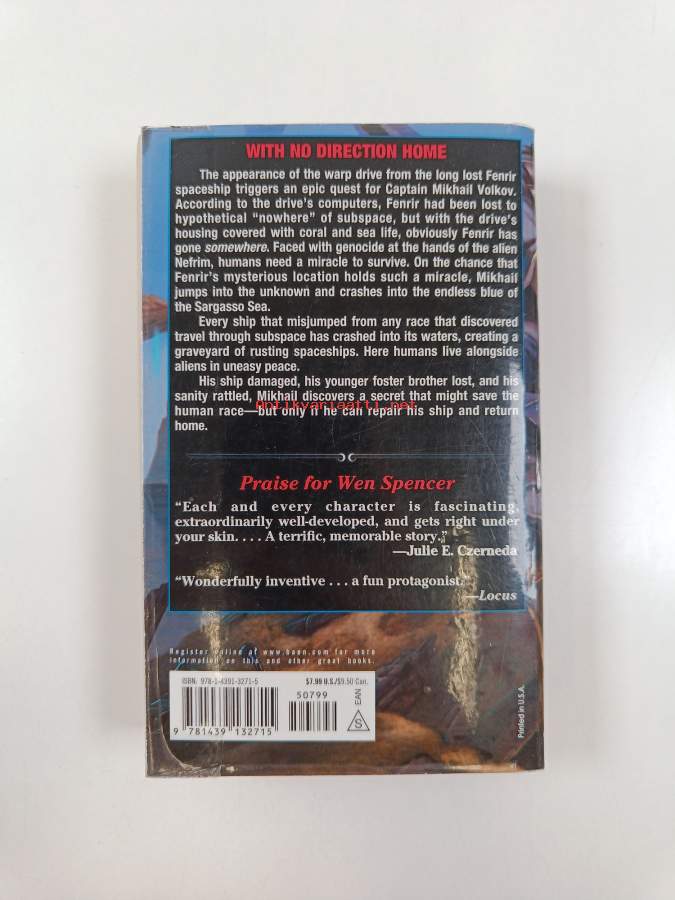 WITH NO DIRECTION HOME
The appearance of the warp drive from the long lost Fenrir
spaceship triggers an epic quest for Captain Mikhail Volkov.
According to the drive's computers, Fenrir had been lost to
hypothetical "nowhere" of subspace, but with the drive's
housing covered with coral and sea life, obviously Fenrir has
gone somewhere. Faced with genocide at the hands of the alien
Nefrim, humans need a miracle to survive. On the chance that
Fenrir's mysterious location holds such a miracle, Mikhail
jumps into the unknown and crashes into the endless blue of
the Sargasso Sea.
Every ship that misjumped from any race that discovered
travel through subspace has crashed into its waters, creating a
graveyard of rusting spaceships. Here humans live alongside
aliens in uneasy peace.
His ship damaged, his younger foster brother lost, and his
sanity rattled, Mikhail discovers a secret that might save the
Antikvariaatti.net
human race—but only if he can repair his ship and return
home.
Praise for Wen Spencer
"Each and every character is fascinating,
extraordinarily well-developed, and gets right under
your skin. . . . A terrific, memorable story."
—Julie E. Czerneda
"Wonderfully inventive . . . a fun protagonist."
—Locus
Register online at www.baen.com for more
information on this and other great books.
ISBN: 978-1-4391-3271-5
$7.99 U.S./$9.50 Can.
50799
EAN
S
9 781439 132715
Printed in U.S.A.